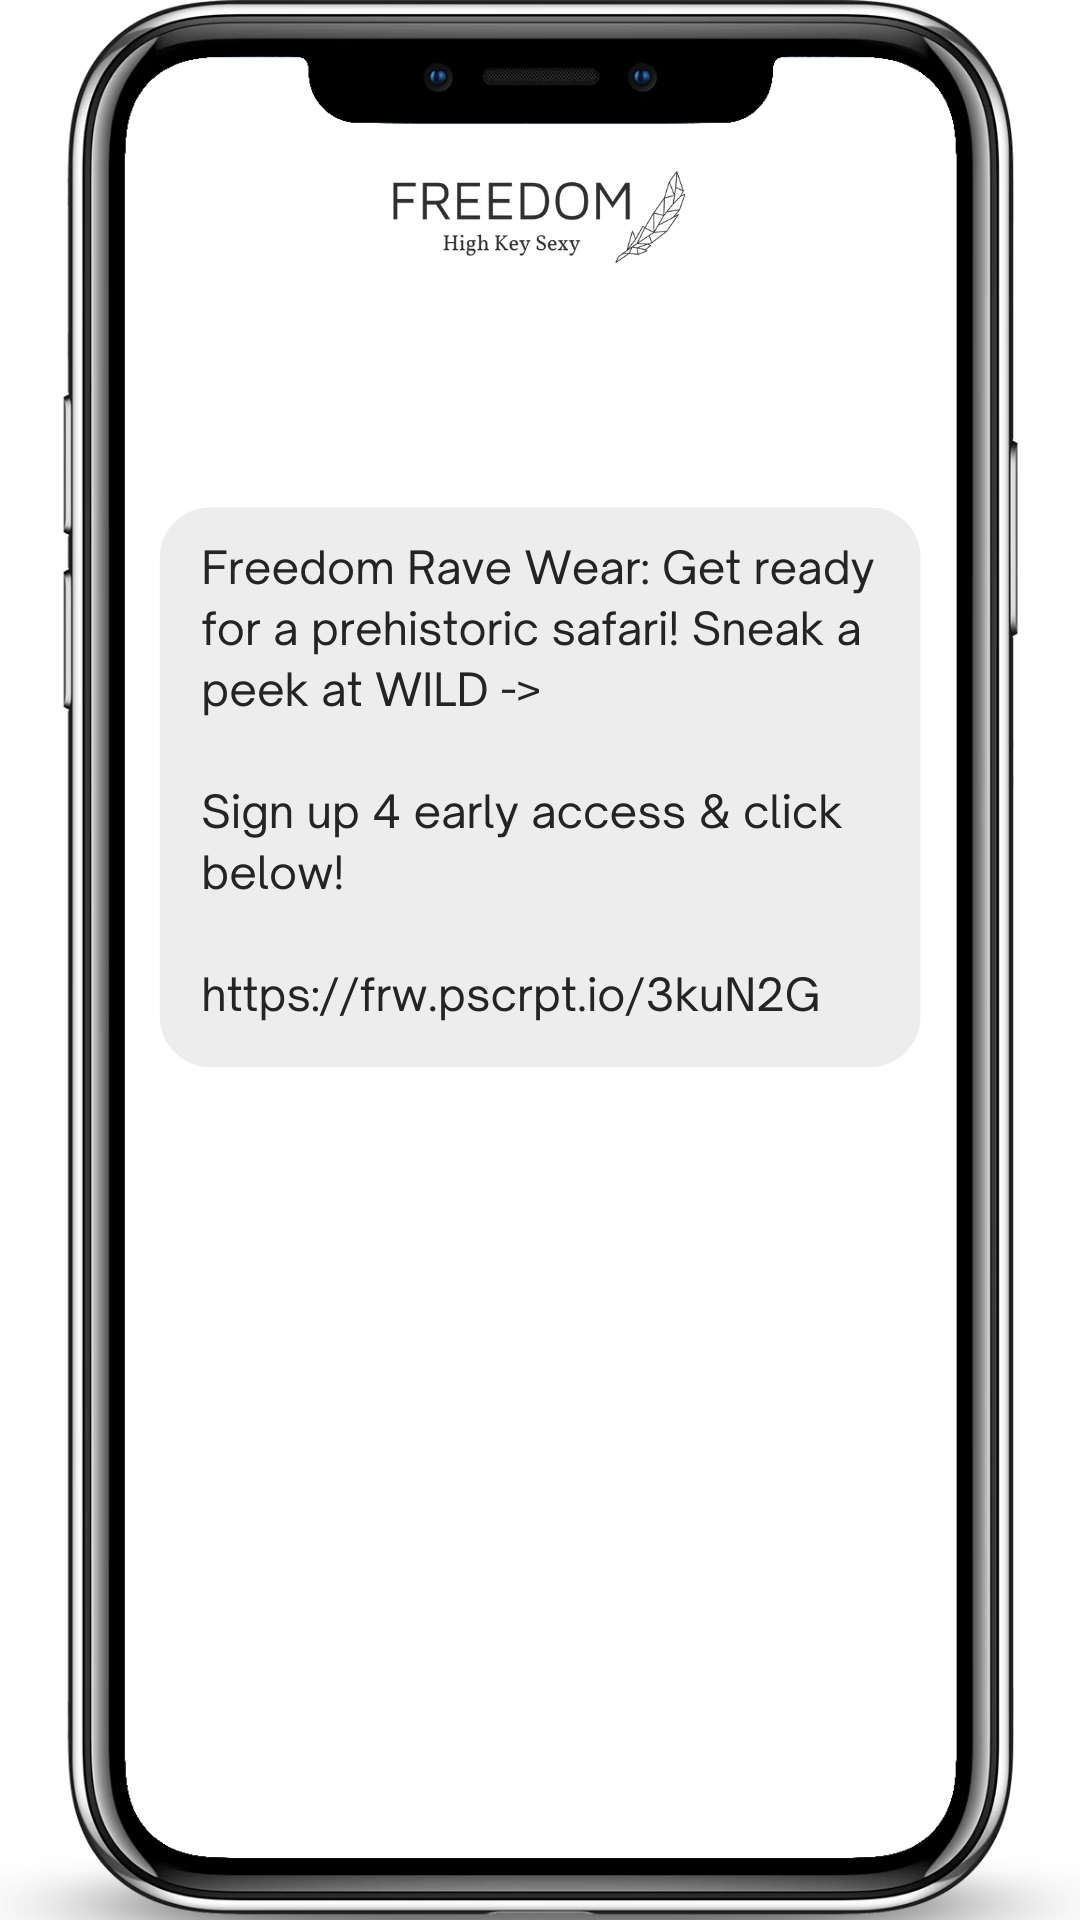 FREEDOM
High Key Sexy
Freedom Rave Wear: Get ready
for a prehistoric safari! Sneak a
peek at WILD ->
Sign up 4 early access & click
below!
https://frw.pscrpt.io/3kuN2G